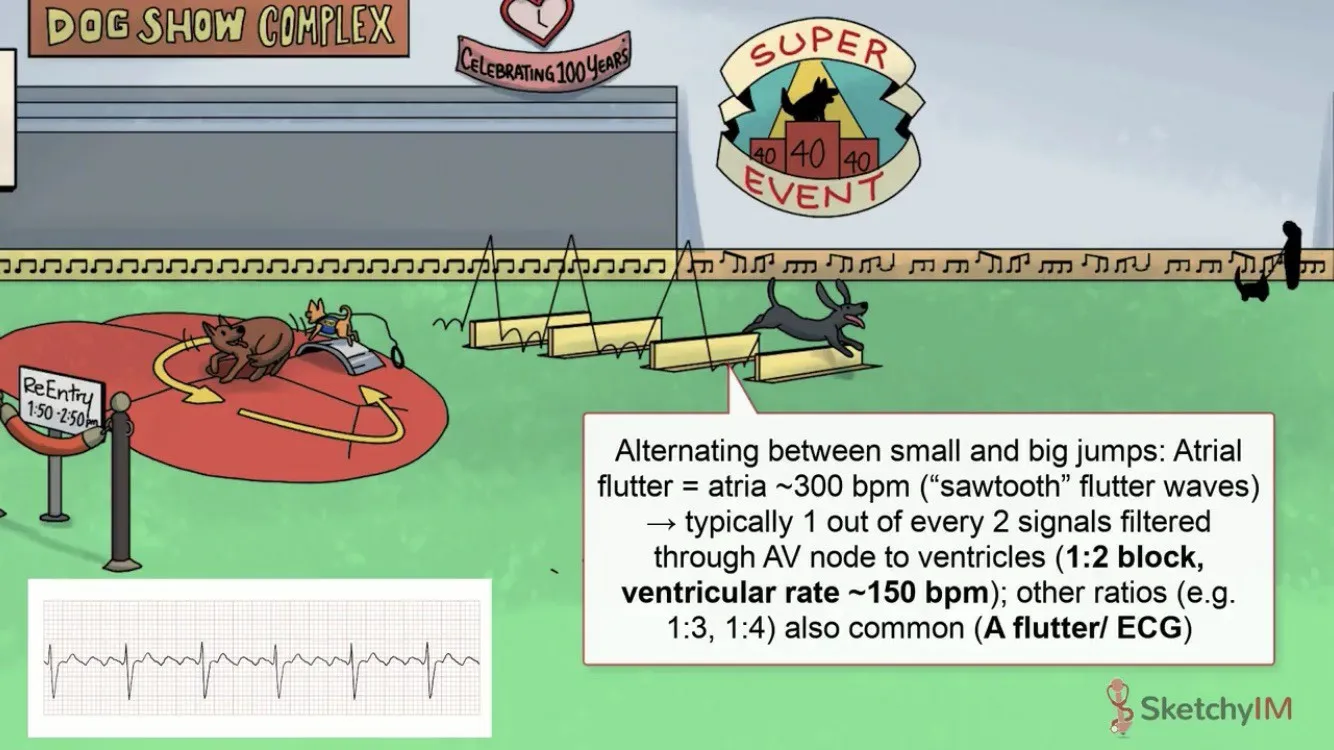 DOG SHOW COMPLEX
L
CELEBRATING 100 YEARS
SUPER
40 40 40
EVENT
ReEntry
1:50-2:50pm
Alternating between small and big jumps: Atrial
flutter = atria ~300 bpm (“sawtooth” flutter waves)
→ typically 1 out of every 2 signals filtered
through AV node to ventricles (1:2 block,
ventricular rate ~150 bpm); other ratios (e.g.
1:3, 1:4) also common (A flutter/ ECG)
SketchyIM